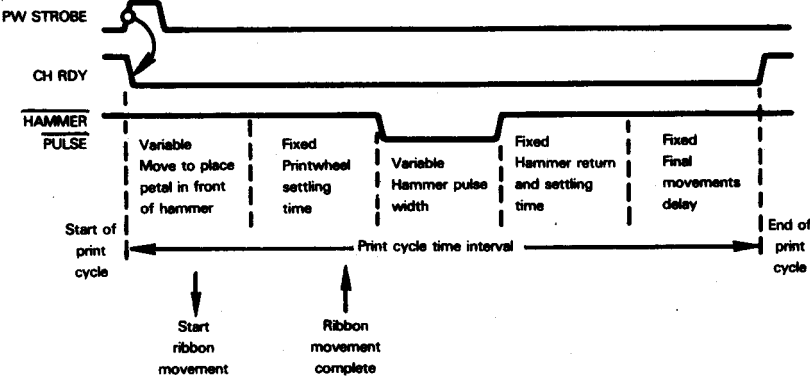 PW STROBE
CH RDY
HAMMER
PULSE
Variable
Move to place
petal in front
of hammer
Fixed
Printwheel
settling
time
Variable
Hammer pulse
width
Fixed
Hammer return
and settling
time
Fixed
Final
movements
delay
Start of
print
cycle
Print cycle time interval
End of
print
cycle
Start
ribbon
movement
Ribbon
movement
complete